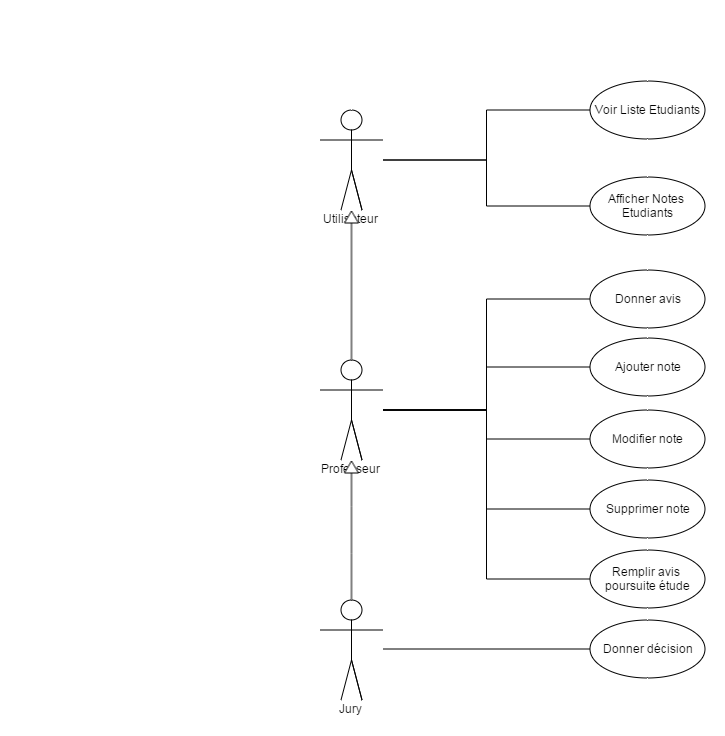 Voir Liste Etudiants
Afficher Notes
Etudiants
Utilisateur
Donner avis
Ajouter note
Modifier note
Professeur
Supprimer note
Remplir avis
poursuite étude
Donner décision
Jury